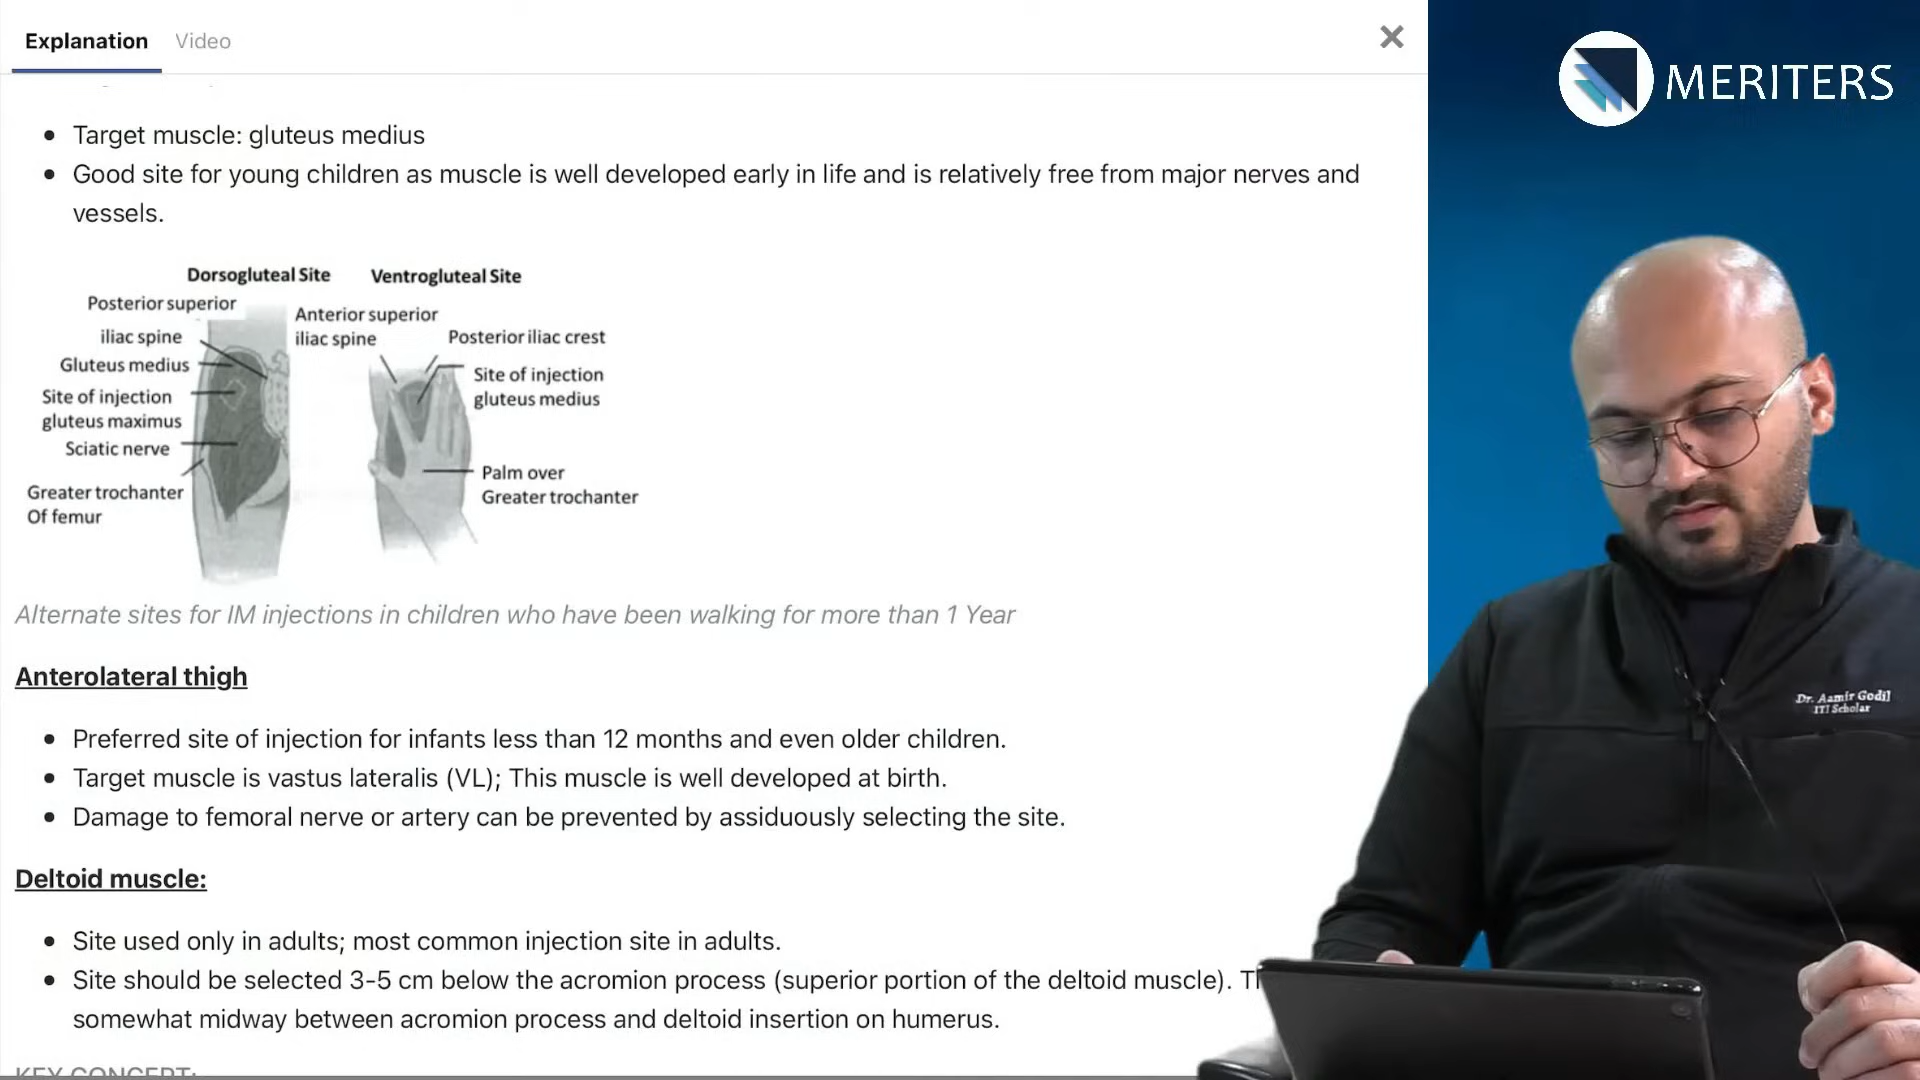 Explanation Video
MERITERS
Target muscle: gluteus medius
Good site for young children as muscle is well developed early in life and is relatively free from major nerves and
vessels.
Dorsogluteal Site
Posterior superior
iliac spine
Gluteus medius
Site of injection
gluteus maximus
Sciatic nerve
Greater trochanter
Of femur
Ventrogluteal Site
Anterior superior
iliac spine
Posterior iliac crest
Site of injection
gluteus medius
Palm over
Greater trochanter
Alternate sites for IM injections in children who have been walking for more than 1 Year
Anterolateral thigh
Preferred site of injection for infants less than 12 months and even older children.
Target muscle is vastus lateralis (VL); This muscle is well developed at birth.
Damage to femoral nerve or artery can be prevented by assiduously selecting the site.
Deltoid muscle:
Site used only in adults; most common injection site in adults.
Site should be selected 3-5 cm below the acromion process (superior portion of the deltoid muscle).
somewhat midway between acromion process and deltoid insertion on humerus.
KEY CONCEPT:
Dr. Aamir Godil
ITI Scholar